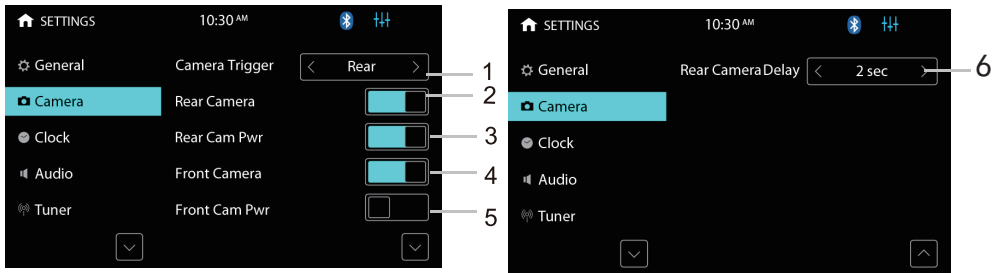 SETTINGS 10:30 AM
General Camera Trigger < Rear > 1
Camera Rear Camera 2
Clock Rear Cam Pwr 3
Audio Front Camera 4
Tuner Front Cam Pwr 5
SETTINGS 10:30 AM
General Rear Camera Delay < 2 sec > 6
Camera
Clock
Audio
Tuner